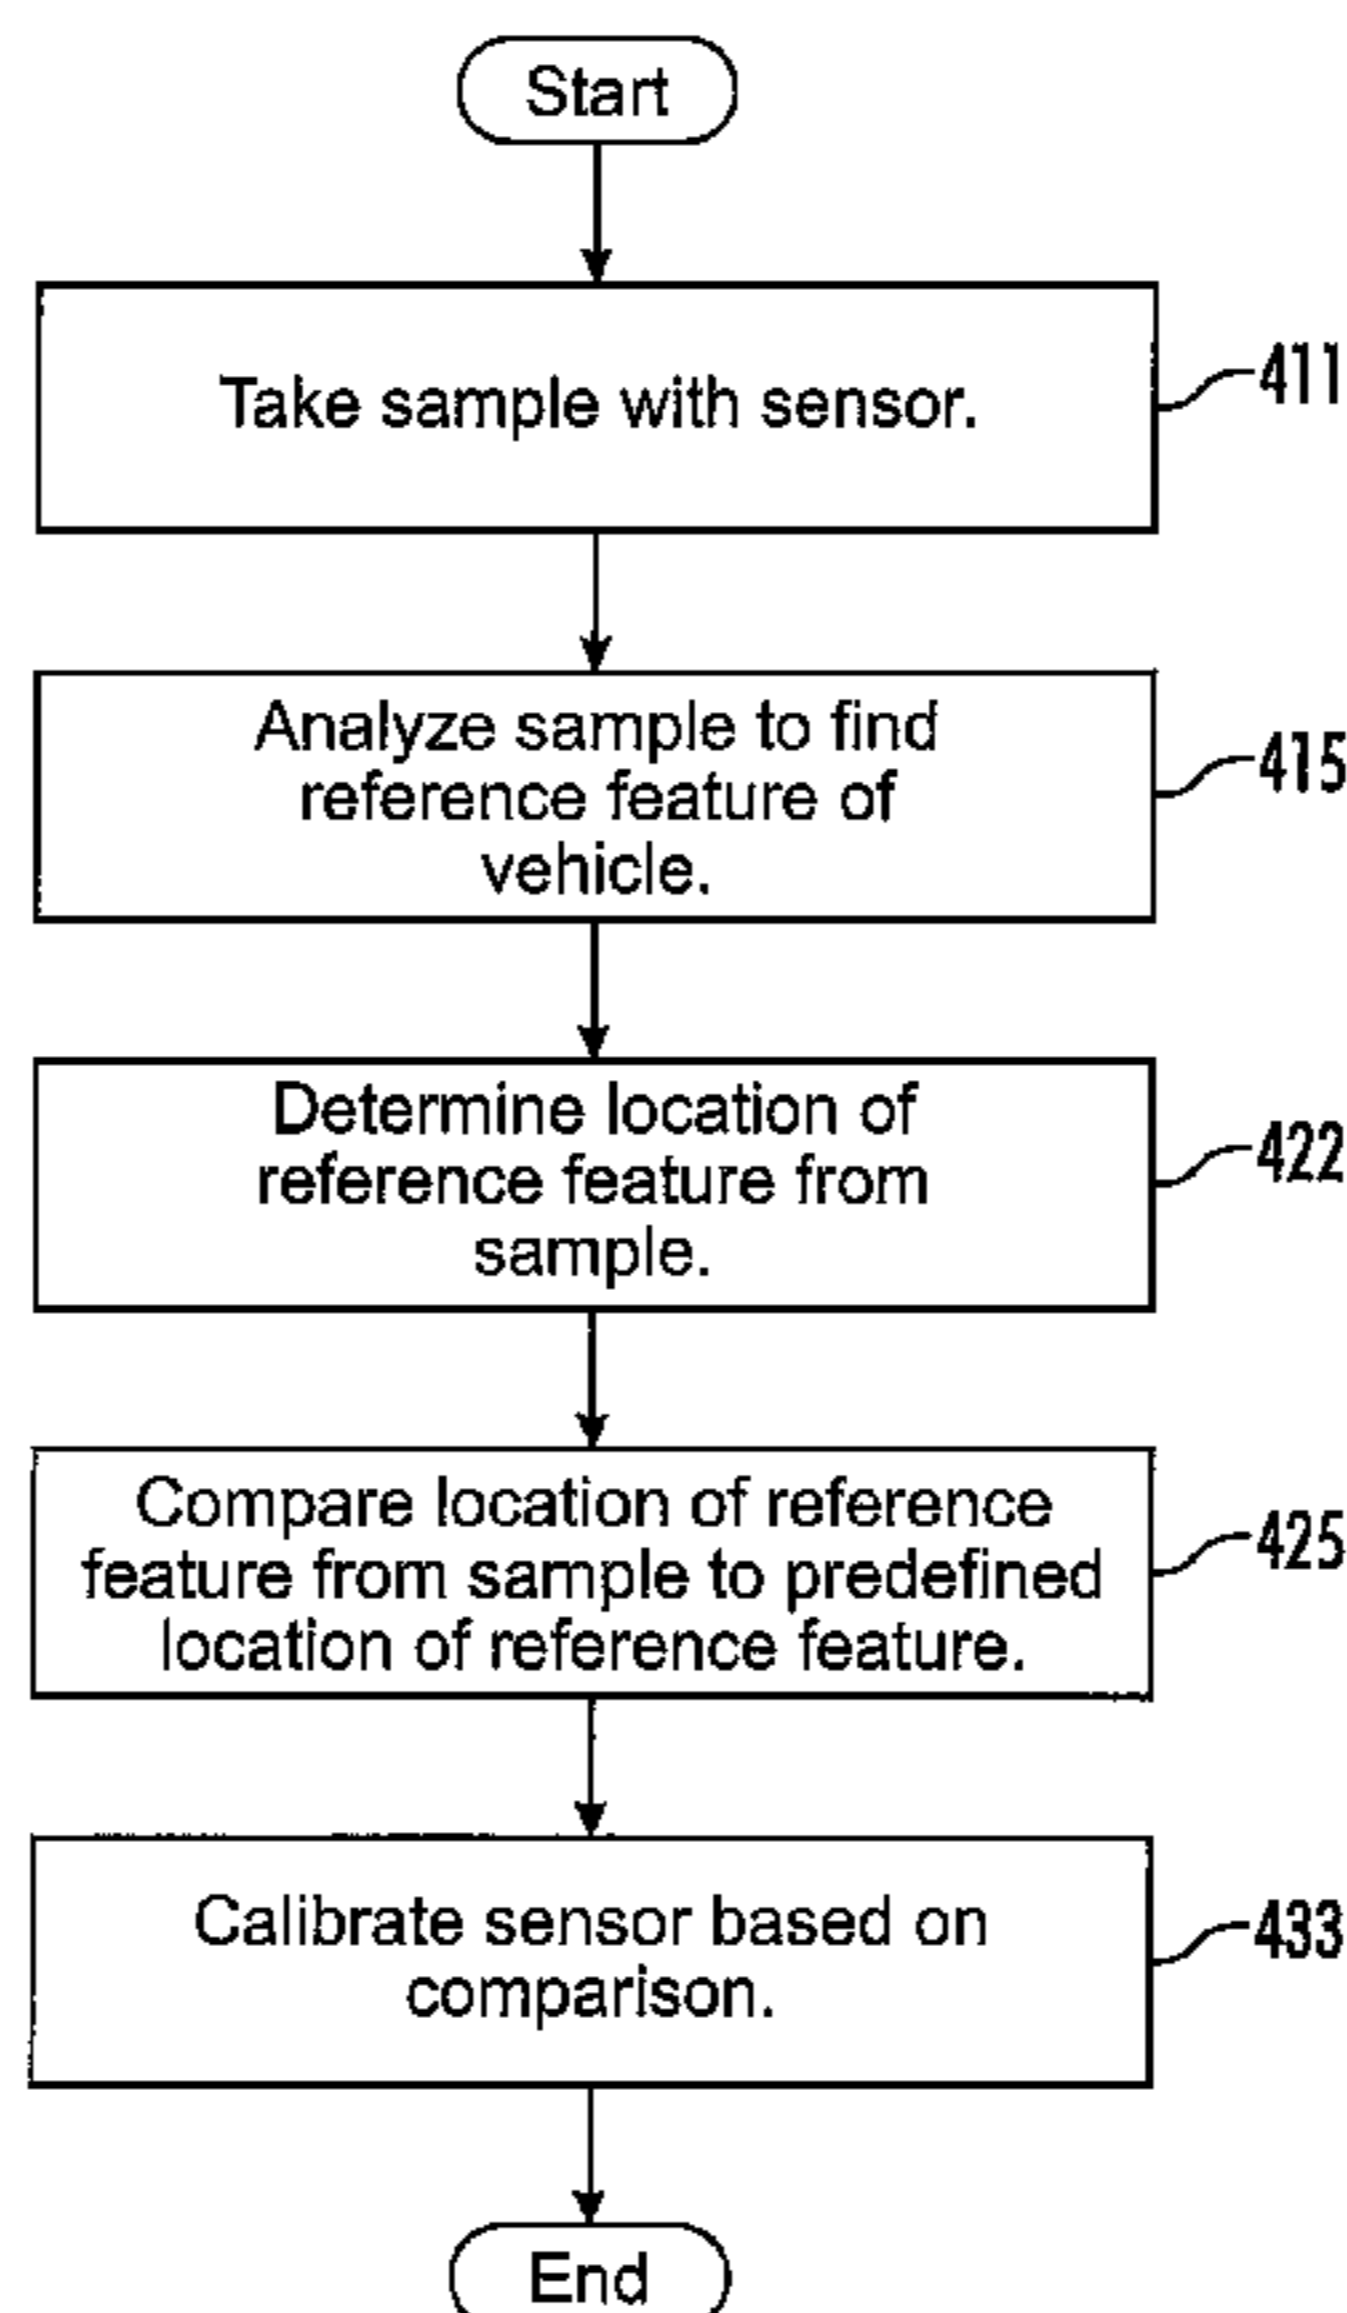 Start
Take sample with sensor.
411
Analyze sample to find
reference feature of
vehicle.
415
Determine location of
reference feature from
sample.
422
Compare location of reference
feature from sample to predefined
location of reference feature.
425
Calibrate sensor based on
comparison.
433
End